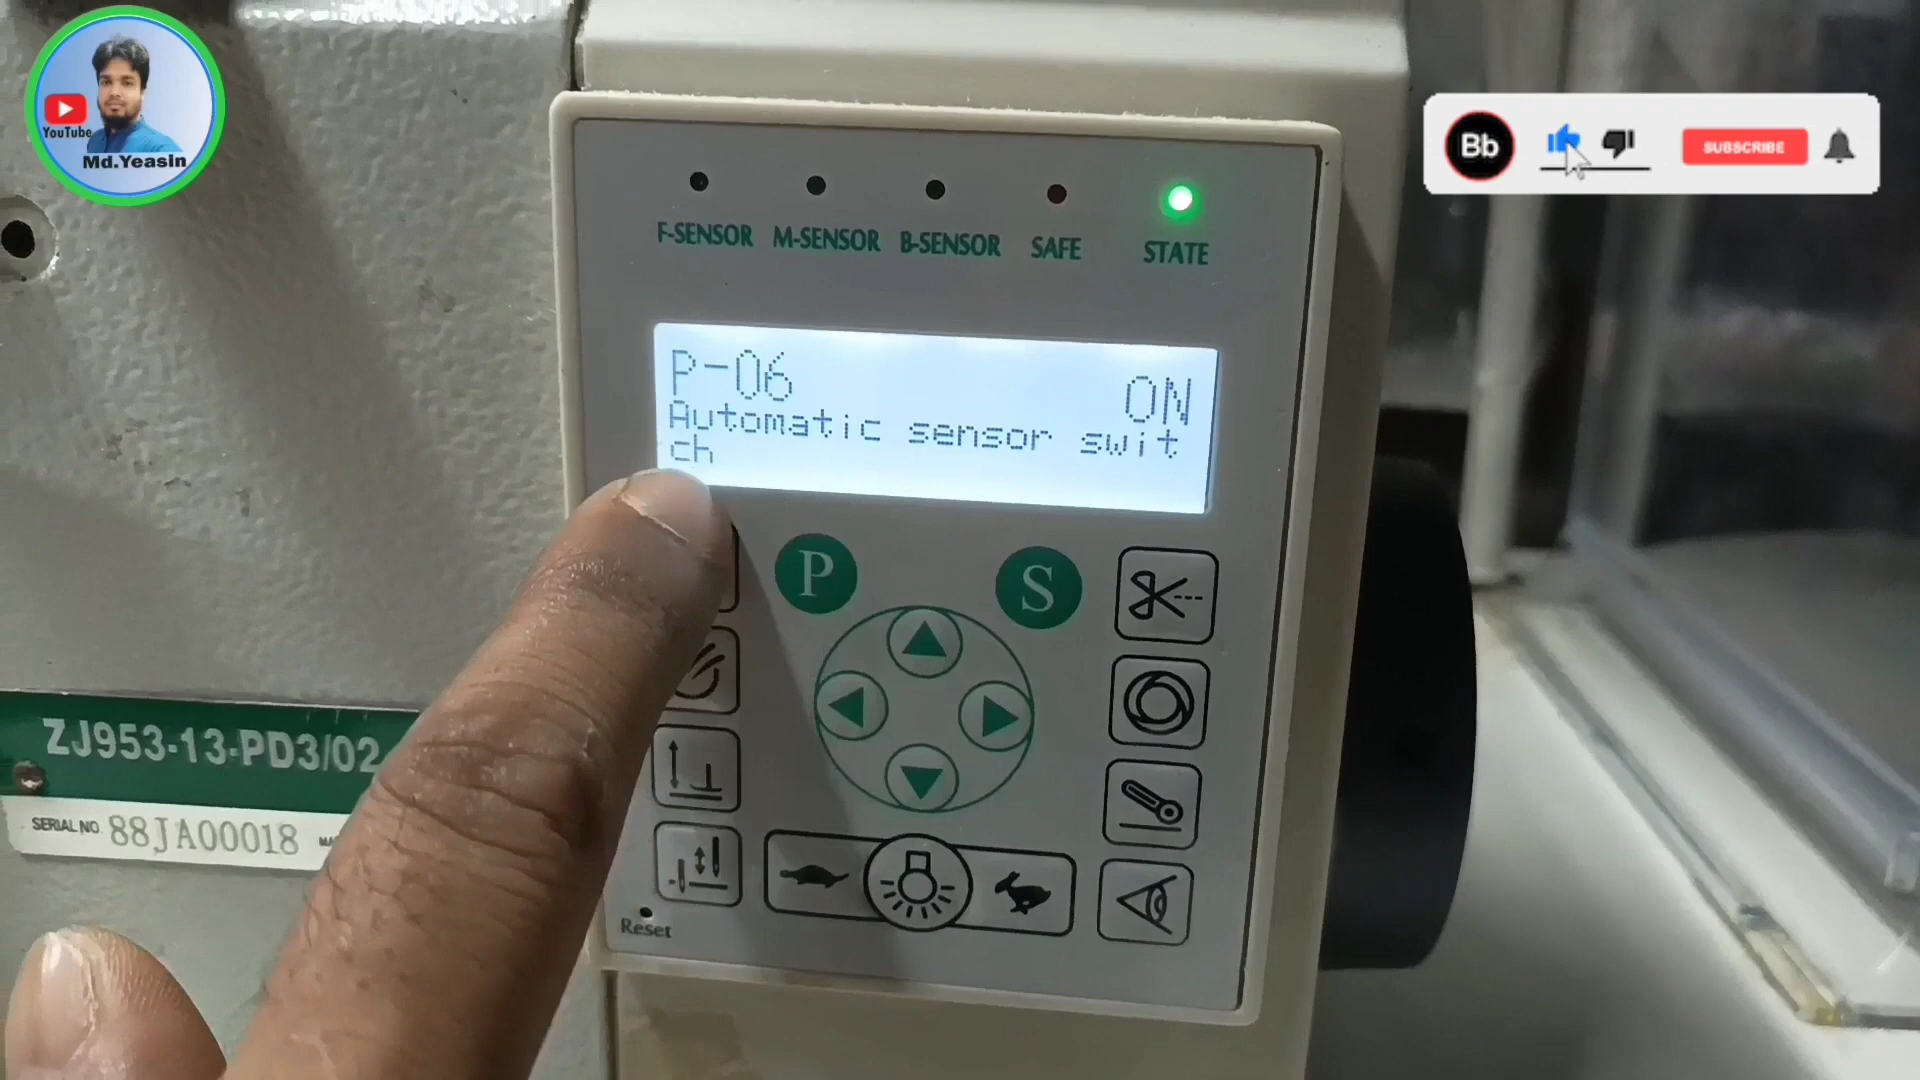 YouTube
Md.Yeasin
Bb
SUBSCRIBE
F-SENSOR M-SENSOR B-SENSOR SAFE STATE
P-06 ON
Automatic sensor swit
ch
P S
ZJ953-13-PD3/02
SERIAL NO. 88JA00018
Reset